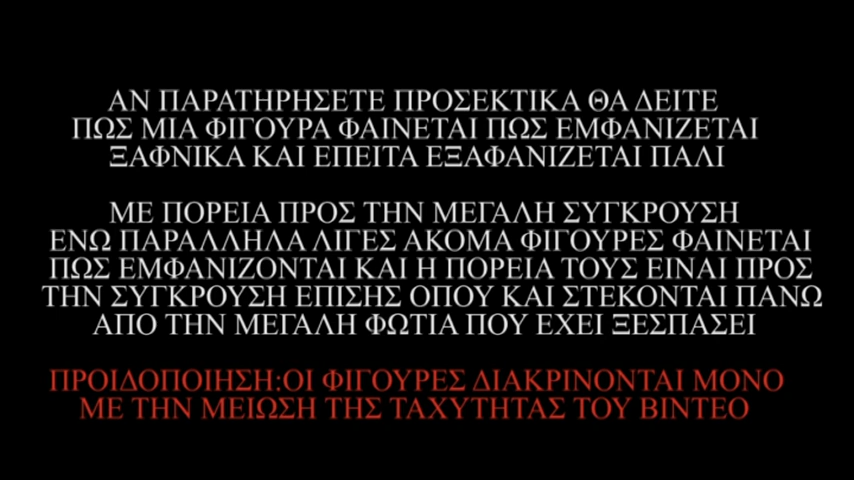 ΑΝ ΠΑΡΑΤΗΡΗΣΕΤΕ ΠΡΟΣΕΚΤΙΚΑ ΘΑ ΔΕΙΤΕ
ΠΩΣ ΜΙΑ ΦΙΓΟΥΡΑ ΦΑΙΝΕΤΑΙ ΠΩΣ ΕΜΦΑΝΙΖΕΤΑΙ
ΞΑΦΝΙΚΑ ΚΑΙ ΕΠΕΙΤΑ ΕΞΑΦΑΝΙΖΕΤΑΙ ΠΑΛΙ
ΜΕ ΠΟΡΕΙΑ ΠΡΟΣ ΤΗΝ ΜΕΓΑΛΗ ΣΥΓΚΡΟΥΣΗ
ΕΝΩ ΠΑΡΑΛΛΗΛΑ ΛΙΓΕΣ ΑΚΟΜΑ ΦΙΓΟΥΡΕΣ ΦΑΙΝΕΤΑΙ
ΠΩΣ ΕΜΦΑΝΙΖΟΝΤΑΙ ΚΑΙ Η ΠΟΡΕΙΑ ΤΟΥΣ ΕΙΝΑΙ ΠΡΟΣ
ΤΗΝ ΣΥΓΚΡΟΥΣΗ ΕΠΙΣΗΣ ΟΠΟΥ ΚΑΙ ΣΤΕΚΟΝΤΑΙ ΠΑΝΩ
ΑΠΟ ΤΗΝ ΜΕΓΑΛΗ ΦΩΤΙΑ ΠΟΥ ΕΧΕΙ ΞΕΣΠΑΣΕΙ
ΠΡΟΙΔΟΠΟΙΗΣΗ:ΟΙ ΦΙΓΟΥΡΕΣ ΔΙΑΚΡΙΝΟΝΤΑΙ ΜΟΝΟ
ΜΕ ΤΗΝ ΜΕΙΩΣΗ ΤΗΣ ΤΑΧΥΤΗΤΑΣ ΤΟΥ ΒΙΝΤΕΟ